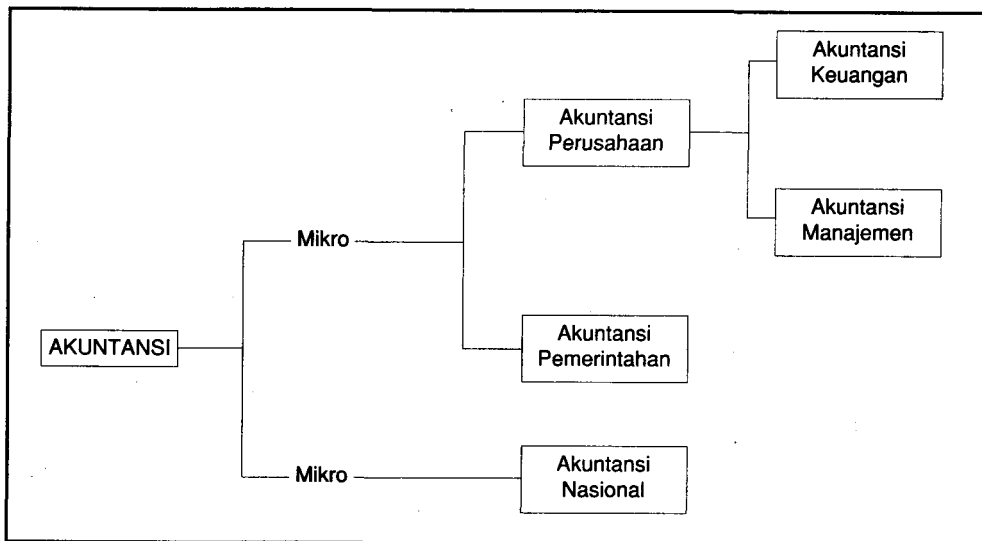 Akuntansi
Keuangan
Akuntansi
Perusahaan
Akuntansi
Manajemen
Mikro
AKUNTANSI
Akuntansi
Pemerintahan
Mikro
Akuntansi
Nasional